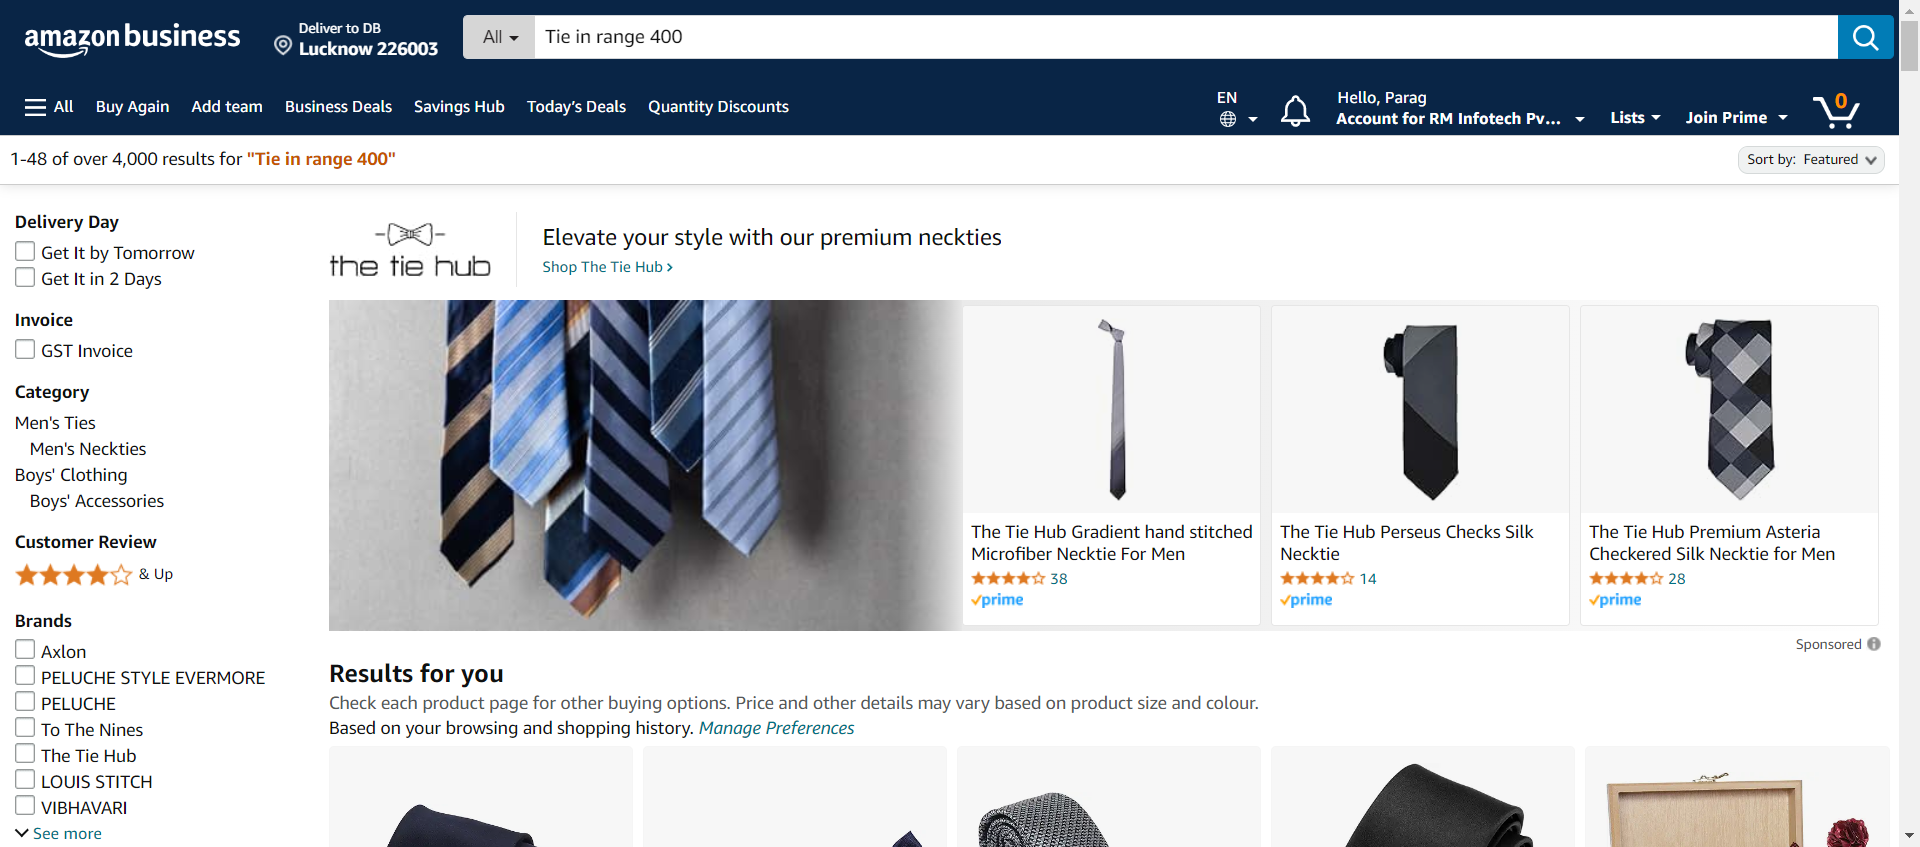 amazon business
Deliver to DB
Lucknow 226003
All
Tie in range 400
All
Buy Again
Add team
Business Deals
Savings Hub
Today's Deals
Quantity Discounts
EN
Hello, Parag
Account for RM Infotech Pv...
Lists
Join Prime
0
1-48 of over 4,000 results for "Tie in range 400"
Sort by: Featured
Delivery Day
Get It by Tomorrow
Get It in 2 Days
Invoice
GST Invoice
Category
Men's Ties
Men's Neckties
Boys' Clothing
Boys' Accessories
Customer Review
& Up
Brands
Axlon
PELUCHE STYLE EVERMORE
PELUCHE
To The Nines
The Tie Hub
LOUIS STITCH
VIBHAVARI
See more
the tie hub
Elevate your style with our premium neckties
Shop The Tie Hub ›
The Tie Hub Gradient hand stitched
Microfiber Necktie For Men
38
prime
The Tie Hub Perseus Checks Silk
Necktie
14
prime
The Tie Hub Premium Asteria
Checkered Silk Necktie for Men
28
prime
Sponsored
Results for you
Check each product page for other buying options. Price and other details may vary based on product size and colour.
Based on your browsing and shopping history. Manage Preferences